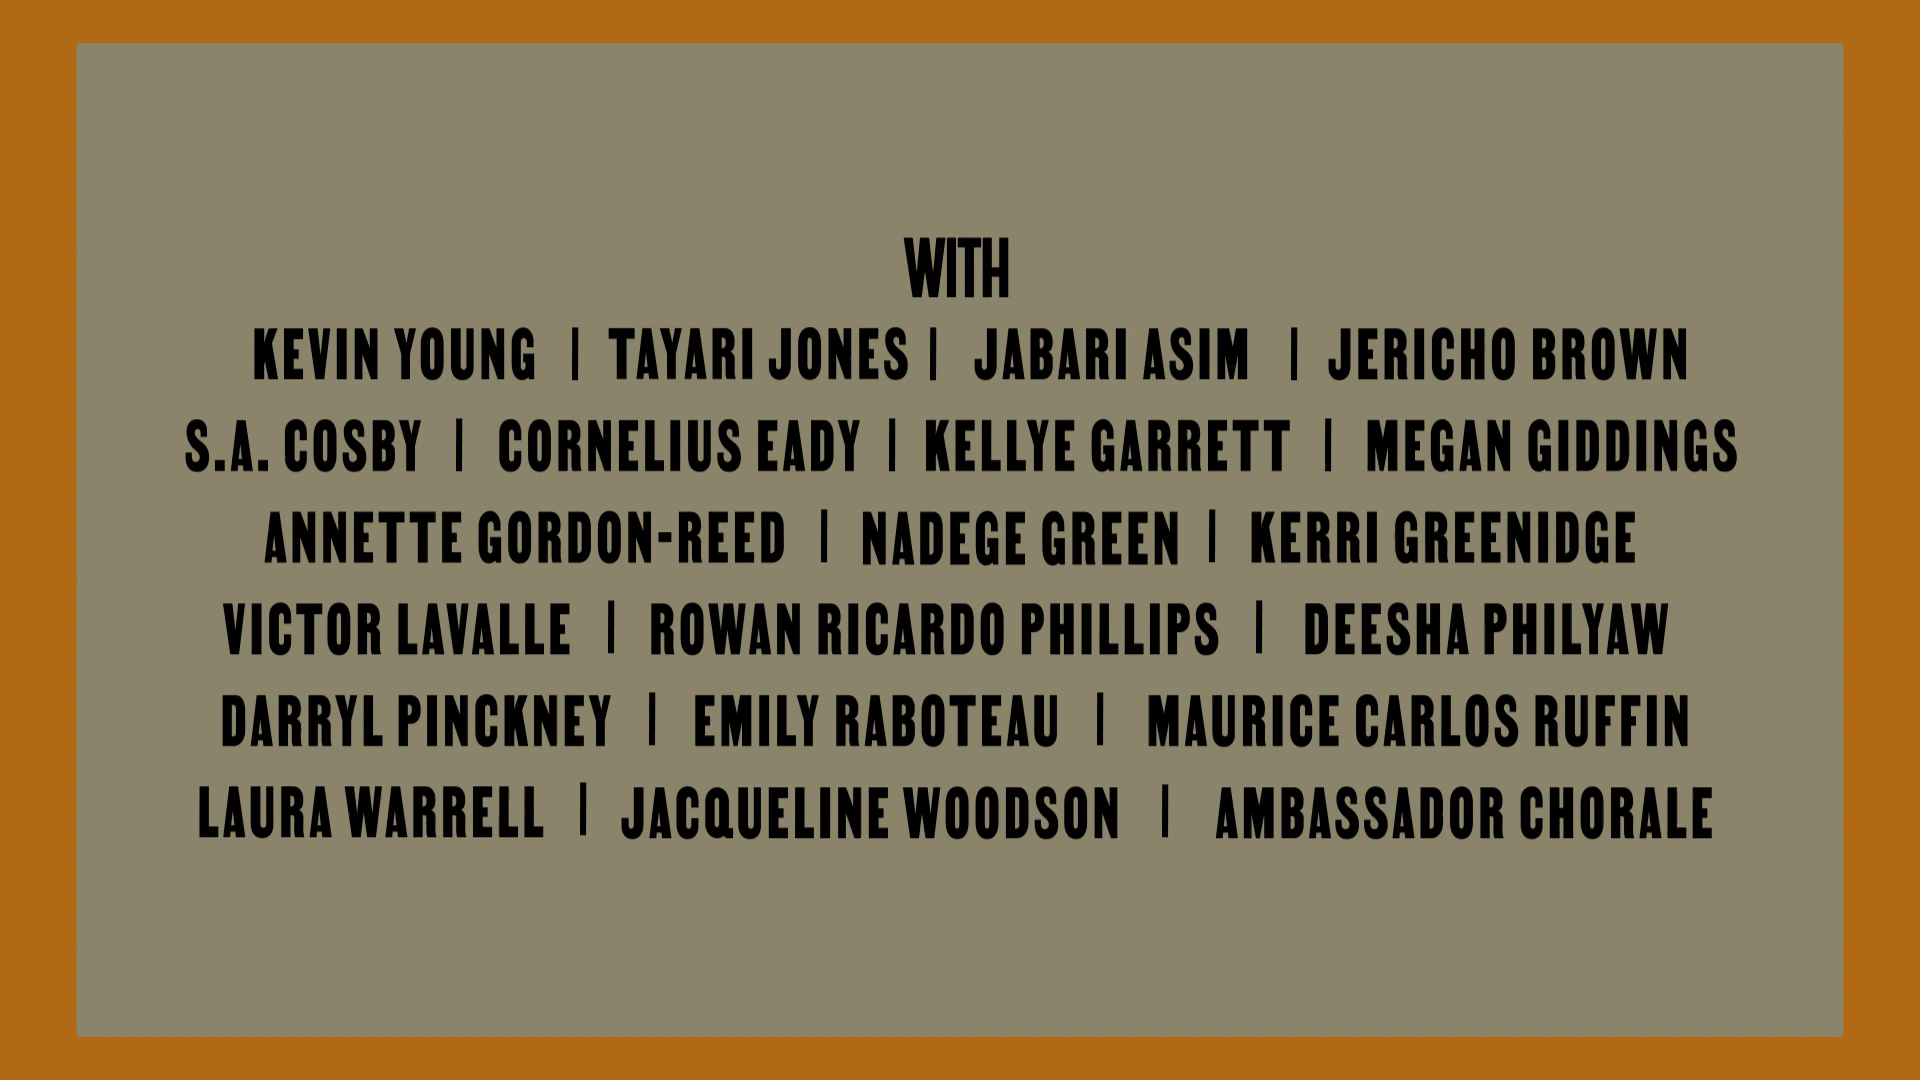 WITH
KEVIN YOUNG | TAYARI JONES | JABARI ASIM | JERICHO BROWN
S.A. COSBY | CORNELIUS EADY | KELLYE GARRETT | MEGAN GIDDINGS
ANNETTE GORDON-REED | NADEGE GREEN | KERRI GREENIDGE
VICTOR LAVALLE | ROWAN RICARDO PHILLIPS | DEESHA PHILYAW
DARRYL PINCKNEY | EMILY RABOTEAU | MAURICE CARLOS RUFFIN
LAURA WARRELL | JACQUELINE WOODSON | AMBASSADOR CHORALE